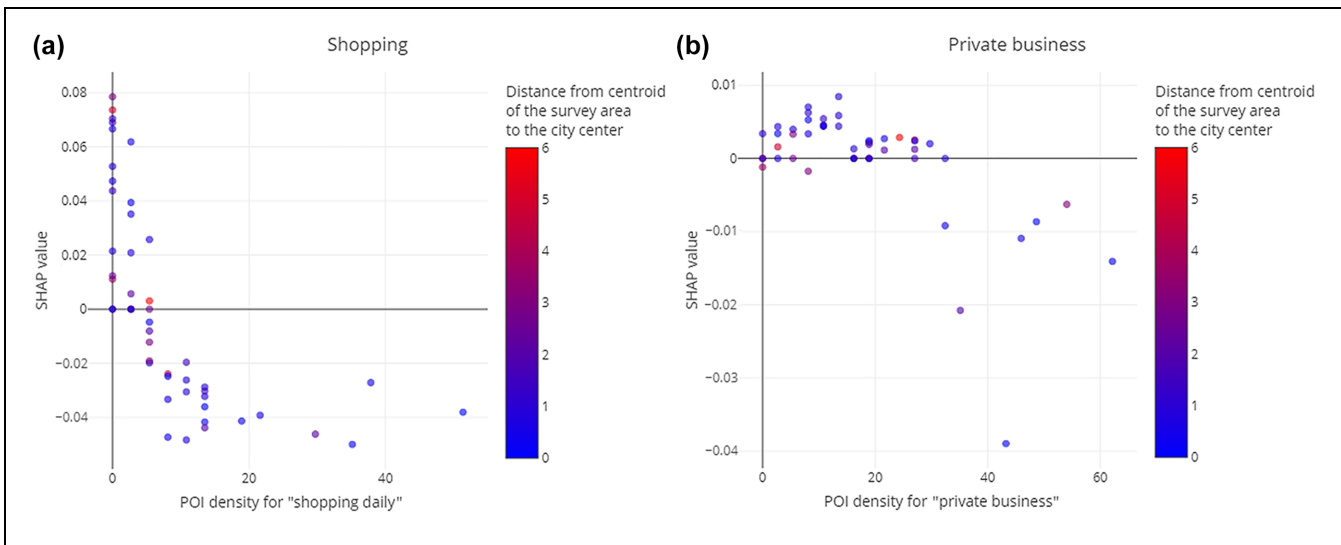 (a)
Shopping
Distance from centroid
of the survey area
to the city center
6
5
4
3
2
1
0
0.08
0.06
0.04
0.02
0
−0.02
−0.04
SHAP value
0
20
40
POI density for "shopping daily"
(b)
Private business
Distance from centroid
of the survey area
to the city center
6
5
4
3
2
1
0
0.01
0
−0.01
−0.02
−0.03
−0.04
SHAP value
0
20
40
60
POI density for "private business"